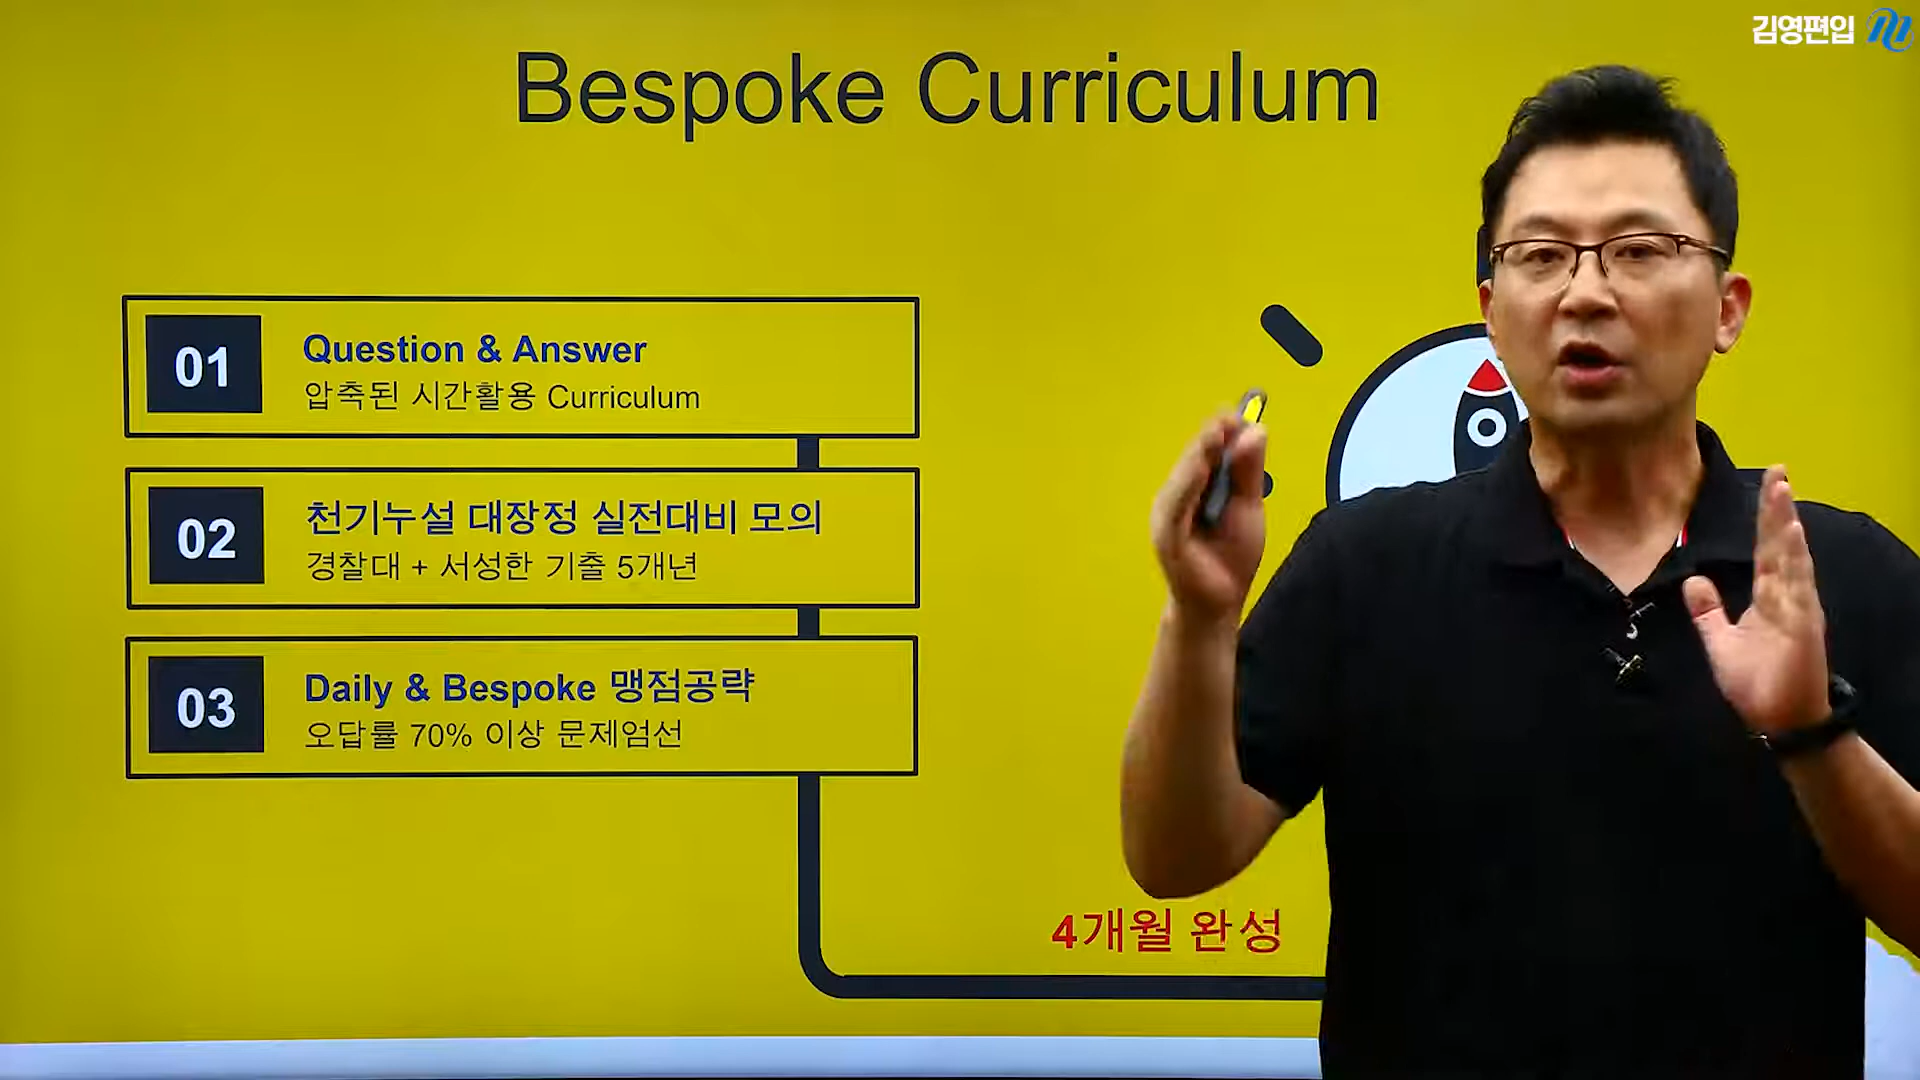 김영편입
Bespoke Curriculum
01
Question & Answer
압축된 시간활용 Curriculum
02
천기누설 대장정 실전대비 모의
경찰대 + 서성한 기출 5개년
03
Daily & Bespoke 맹점공략
오답률 70% 이상 문제엄선
4개월 완성